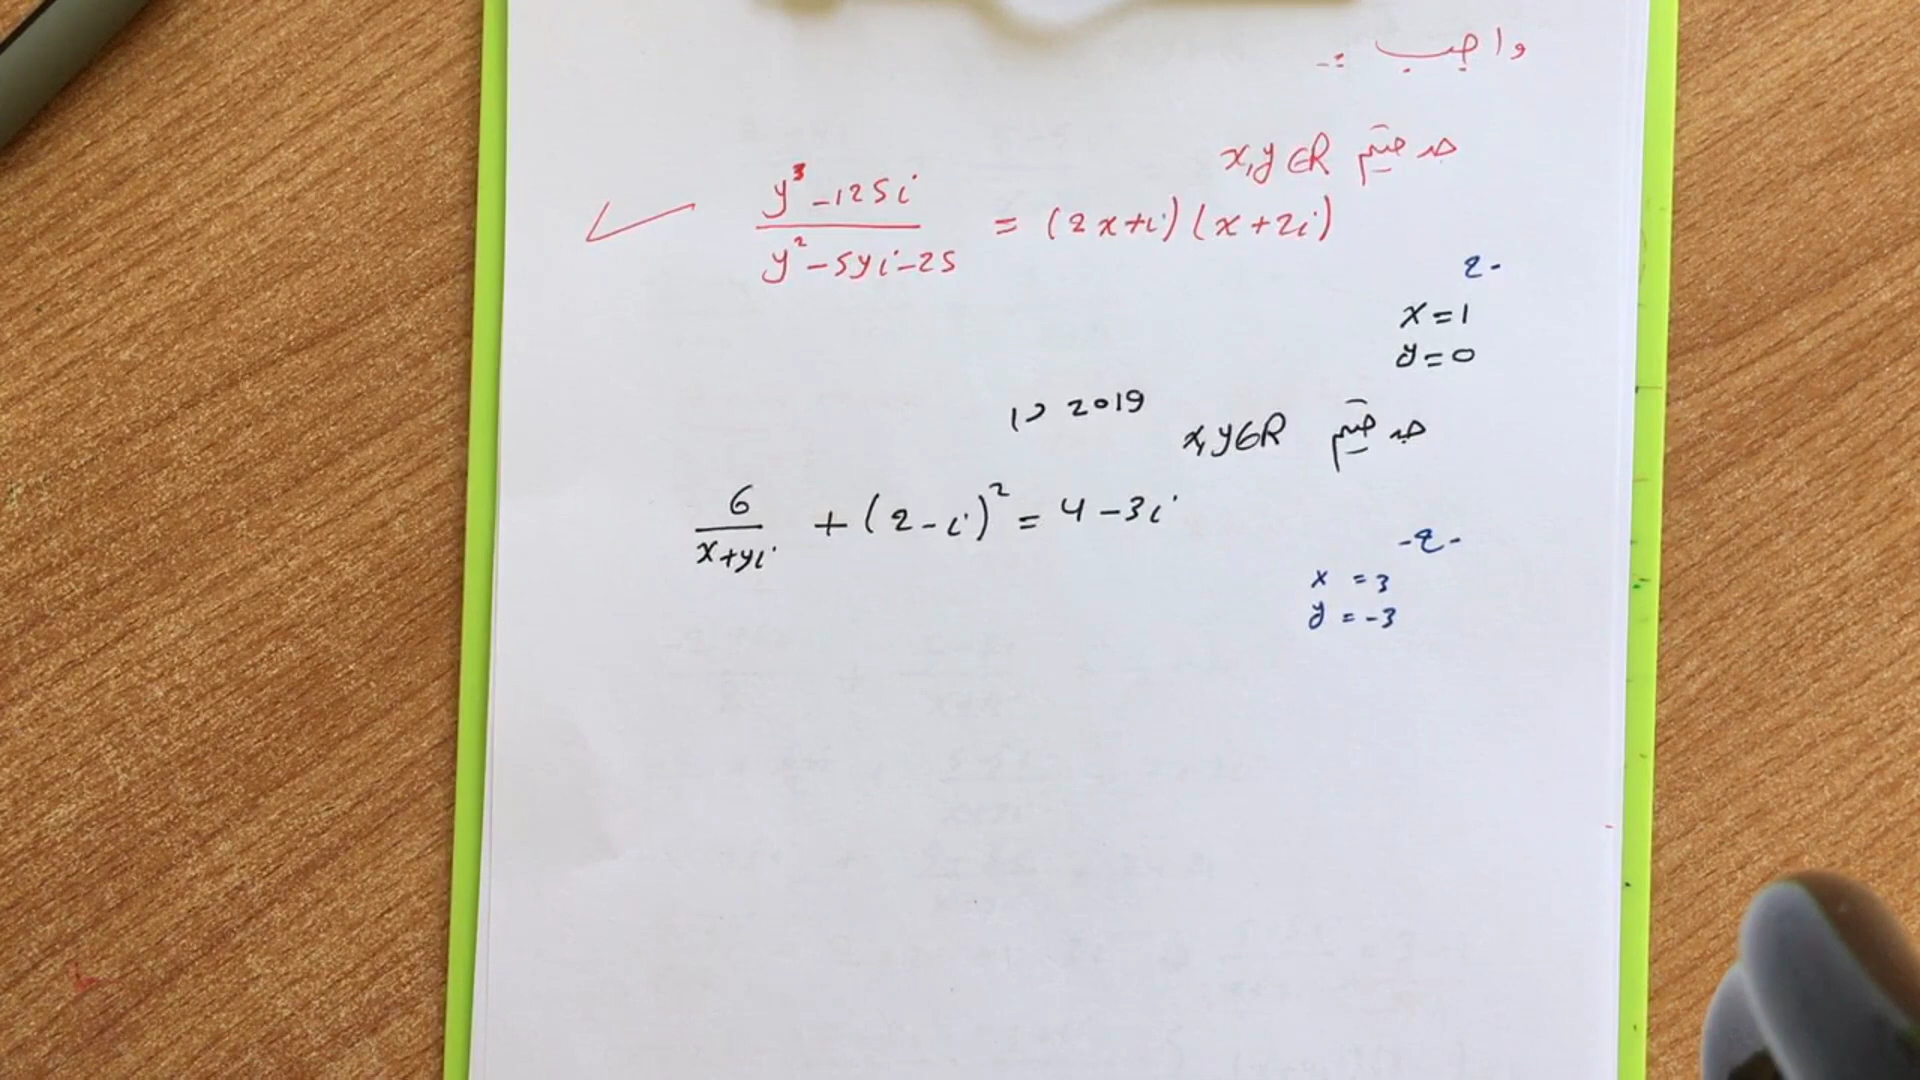 واجب :-
جد قيم x,y ∈R
y³ -125i / y² -5yi -25 = (2x+i)(x+2i)
ج-
x=1
y=0
2019 د1
جد قيم x,y∈R
6 / x+yi + (2-i)² = 4-3i
-ج-
x = 3
y = -3